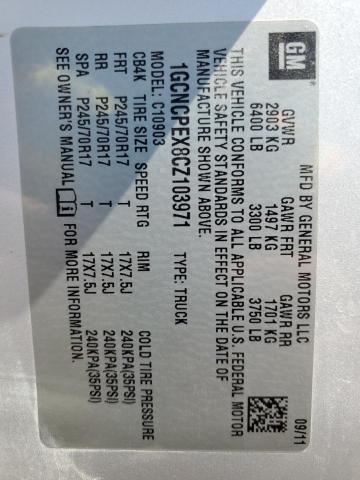 GM
MFD BY GENERAL MOTORS LLC
09/11
GVWR GAWR FRT GAWR RR
2903 KG 1497 KG 1701 KG
6400 LB 3300 LB 3750 LB
THIS VEHICLE CONFORMS TO ALL APPLICABLE U.S. FEDERAL MOTOR
VEHICLE SAFETY STANDARDS IN EFFECT ON THE DATE OF
MANUFACTURE SHOWN ABOVE.
1GCNCPEX8CZ103971 TYPE: TRUCK
MODEL: C10903
CB4K TIRE SIZE SPEED RTG RIM COLD TIRE PRESSURE
FRT P245/70R17 T 17X7.5J 240KPA(35PSI)
RR P245/70R17 T 17X7.5J 240KPA(35PSI)
SPA P245/70R17 T 17X7.5J 240KPA(35PSI)
SEE OWNER'S MANUAL FOR MORE INFORMATION.